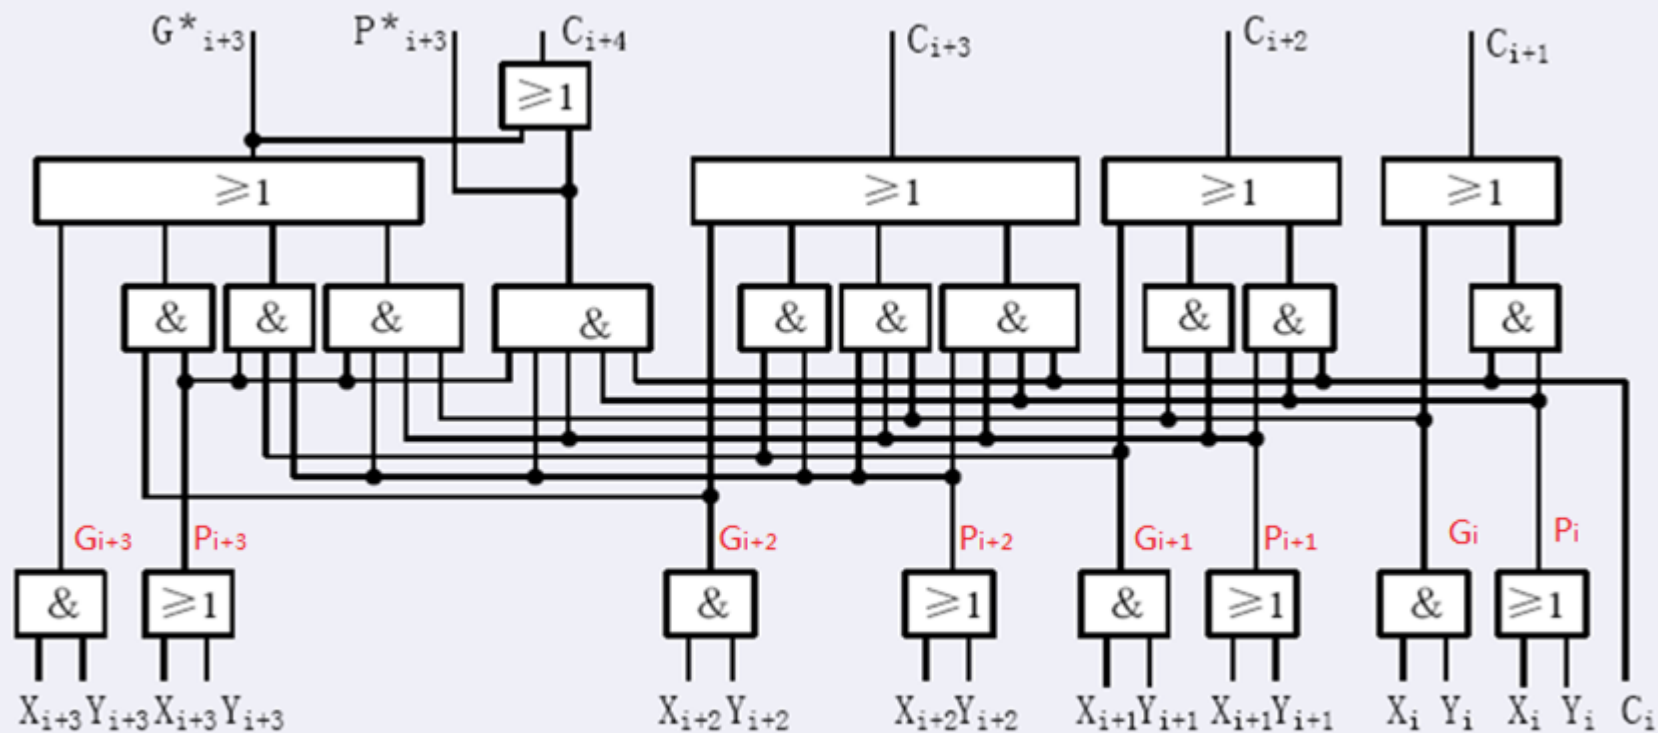 G*i+3 P*i+3 Ci+4 Ci+3 Ci+2 Ci+1
≥1
≥1 ≥1 ≥1 ≥1
& & & & & & & & & &
Gi+3 Pi+3 Gi+2 Pi+2 Gi+1 Pi+1 Gi Pi
& ≥1 & ≥1 & ≥1 & ≥1
Xi+3 Yi+3 Xi+3 Yi+3 Xi+2 Yi+2 Xi+2 Yi+2 Xi+1 Yi+1 Xi+1 Yi+1 Xi Yi Xi Yi Ci